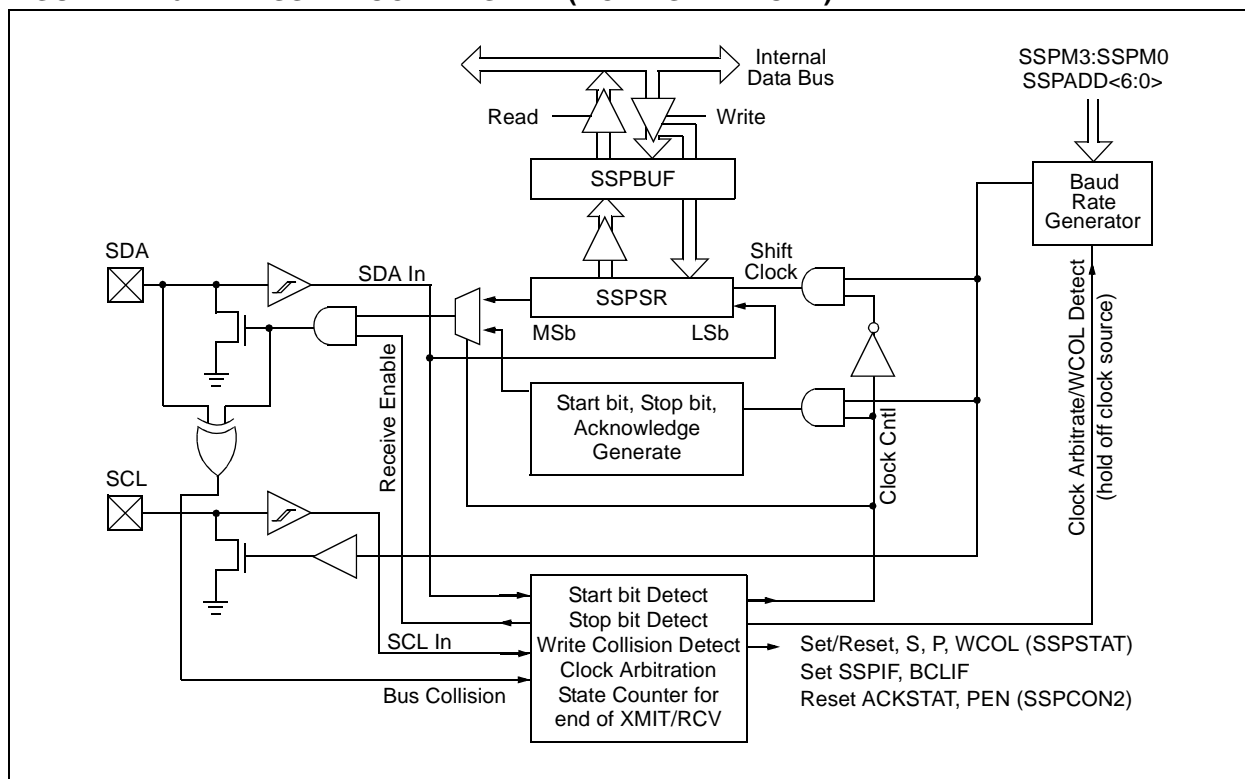 Internal
Data Bus
SSPM3:SSPM0
SSPADD<6:0>
Read
Write
SSPBUF
Baud
Rate
Generator
SDA
SDA In
Shift
Clock
SSPSR
MSb
LSb
Start bit, Stop bit,
Acknowledge
Generate
Receive Enable
Clock Cntl
Clock Arbitrate/WCOL Detect
(hold off clock source)
SCL
SCL In
Bus Collision
Start bit Detect
Stop bit Detect
Write Collision Detect
Clock Arbitration
State Counter for
end of XMIT/RCV
Set/Reset, S, P, WCOL (SSPSTAT)
Set SSPIF, BCLIF
Reset ACKSTAT, PEN (SSPCON2)